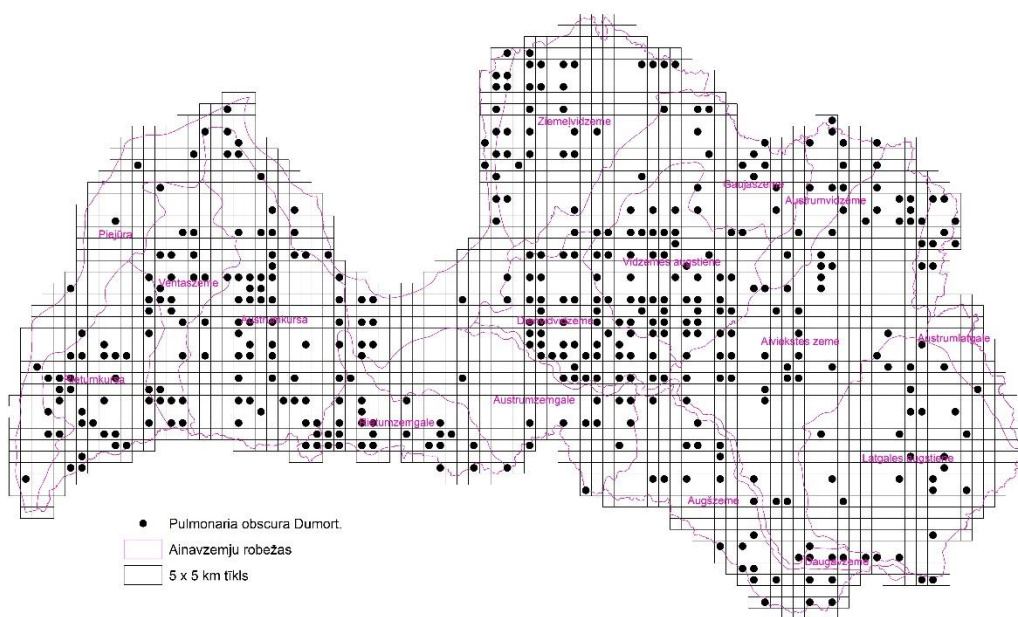 Ziemeļvidzeme
Gaujaszeme
Austrumvidzeme
Piejūra
Vidzemes augstiene
Ventaszeme
Austrumkursa
Dienvidvidzeme
Aiviekstes zeme
Austrumlatgale
Rietumkursa
Austrumzemgale
Rietumzemgale
Latgales augstiene
Augšzeme
Daugavzeme
Pulmonaria obscura Dumort.
Ainavzemju robežas
5 x 5 km tīkls